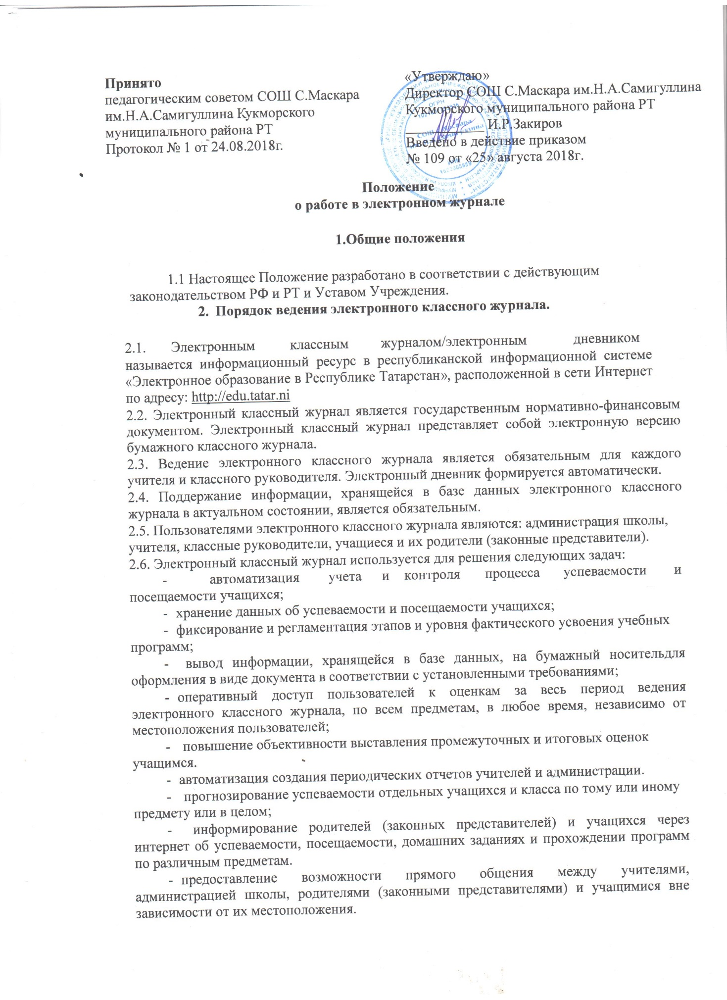 Принято
педагогическим советом СОШ С.Маскара
им.Н.А.Самигуллина Кукморского
муниципального района РТ
Протокол № 1 от 24.08.2018г.
«Утверждаю»
Директор СОШ С.Маскара им.Н.А.Самигуллина
Кукморского муниципального района РТ
____________ И.Р.Закиров
Введено в действие приказом
№ 109 от «25» августа 2018г.
ОГРН
СОШ с.Маскара
ИНН
Положение
о работе в электронном журнале
1.Общие положения
1.1 Настоящее Положение разработано в соответствии с действующим
законодательством РФ и РТ и Уставом Учреждения.
2. Порядок ведения электронного классного журнала.
2.1. Электронным классным журналом/электронным дневником
называется информационный ресурс в республиканской информационной системе
«Электронное образование в Республике Татарстан», расположенной в сети Интернет
по адресу: http://edu.tatar.ni
2.2. Электронный классный журнал является государственным нормативно-финансовым
документом. Электронный классный журнал представляет собой электронную версию
бумажного классного журнала.
2.3. Ведение электронного классного журнала является обязательным для каждого
учителя и классного руководителя. Электронный дневник формируется автоматически.
2.4. Поддержание информации, хранящейся в базе данных электронного классного
журнала в актуальном состоянии, является обязательным.
2.5. Пользователями электронного классного журнала являются: администрация школы,
учителя, классные руководители, учащиеся и их родители (законные представители).
2.6. Электронный классный журнал используется для решения следующих задач:
- автоматизация учета и контроля процесса успеваемости и
посещаемости учащихся;
- хранение данных об успеваемости и посещаемости учащихся;
- фиксирование и регламентация этапов и уровня фактического усвоения учебных
программ;
- вывод информации, хранящейся в базе данных, на бумажный носительдля
оформления в виде документа в соответствии с установленными требованиями;
- оперативный доступ пользователей к оценкам за весь период ведения
электронного классного журнала, по всем предметам, в любое время, независимо от
местоположения пользователей;
- повышение объективности выставления промежуточных и итоговых оценок
учащимся.
- автоматизация создания периодических отчетов учителей и администрации.
- прогнозирование успеваемости отдельных учащихся и класса по тому или иному
предмету или в целом;
- информирование родителей (законных представителей) и учащихся через
интернет об успеваемости, посещаемости, домашних заданиях и прохождении программ
по различным предметам.
- предоставление возможности прямого общения между учителями,
администрацией школы, родителями (законными представителями) и учащимися вне
зависимости от их местоположения.